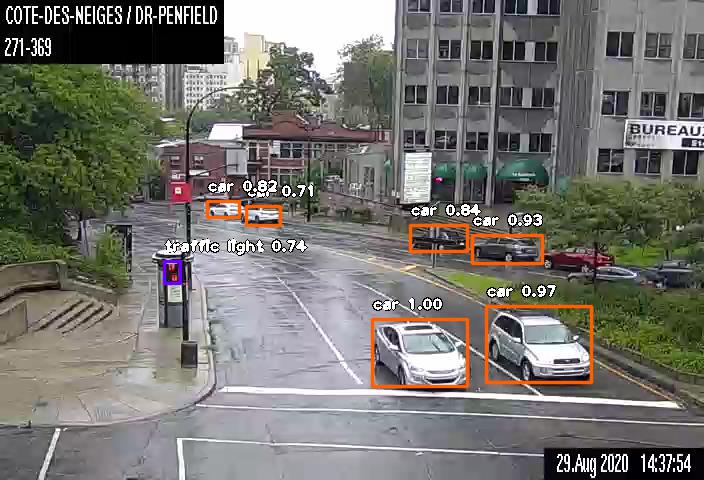 COTE-DES-NEIGES / DR-PENFIELD
271-369
car 0.82
car 0.71
car 0.84
car 0.93
BUREAUX
traffic light 0.74
car 1.00
car 0.97
29.Aug 2020 14:37:54